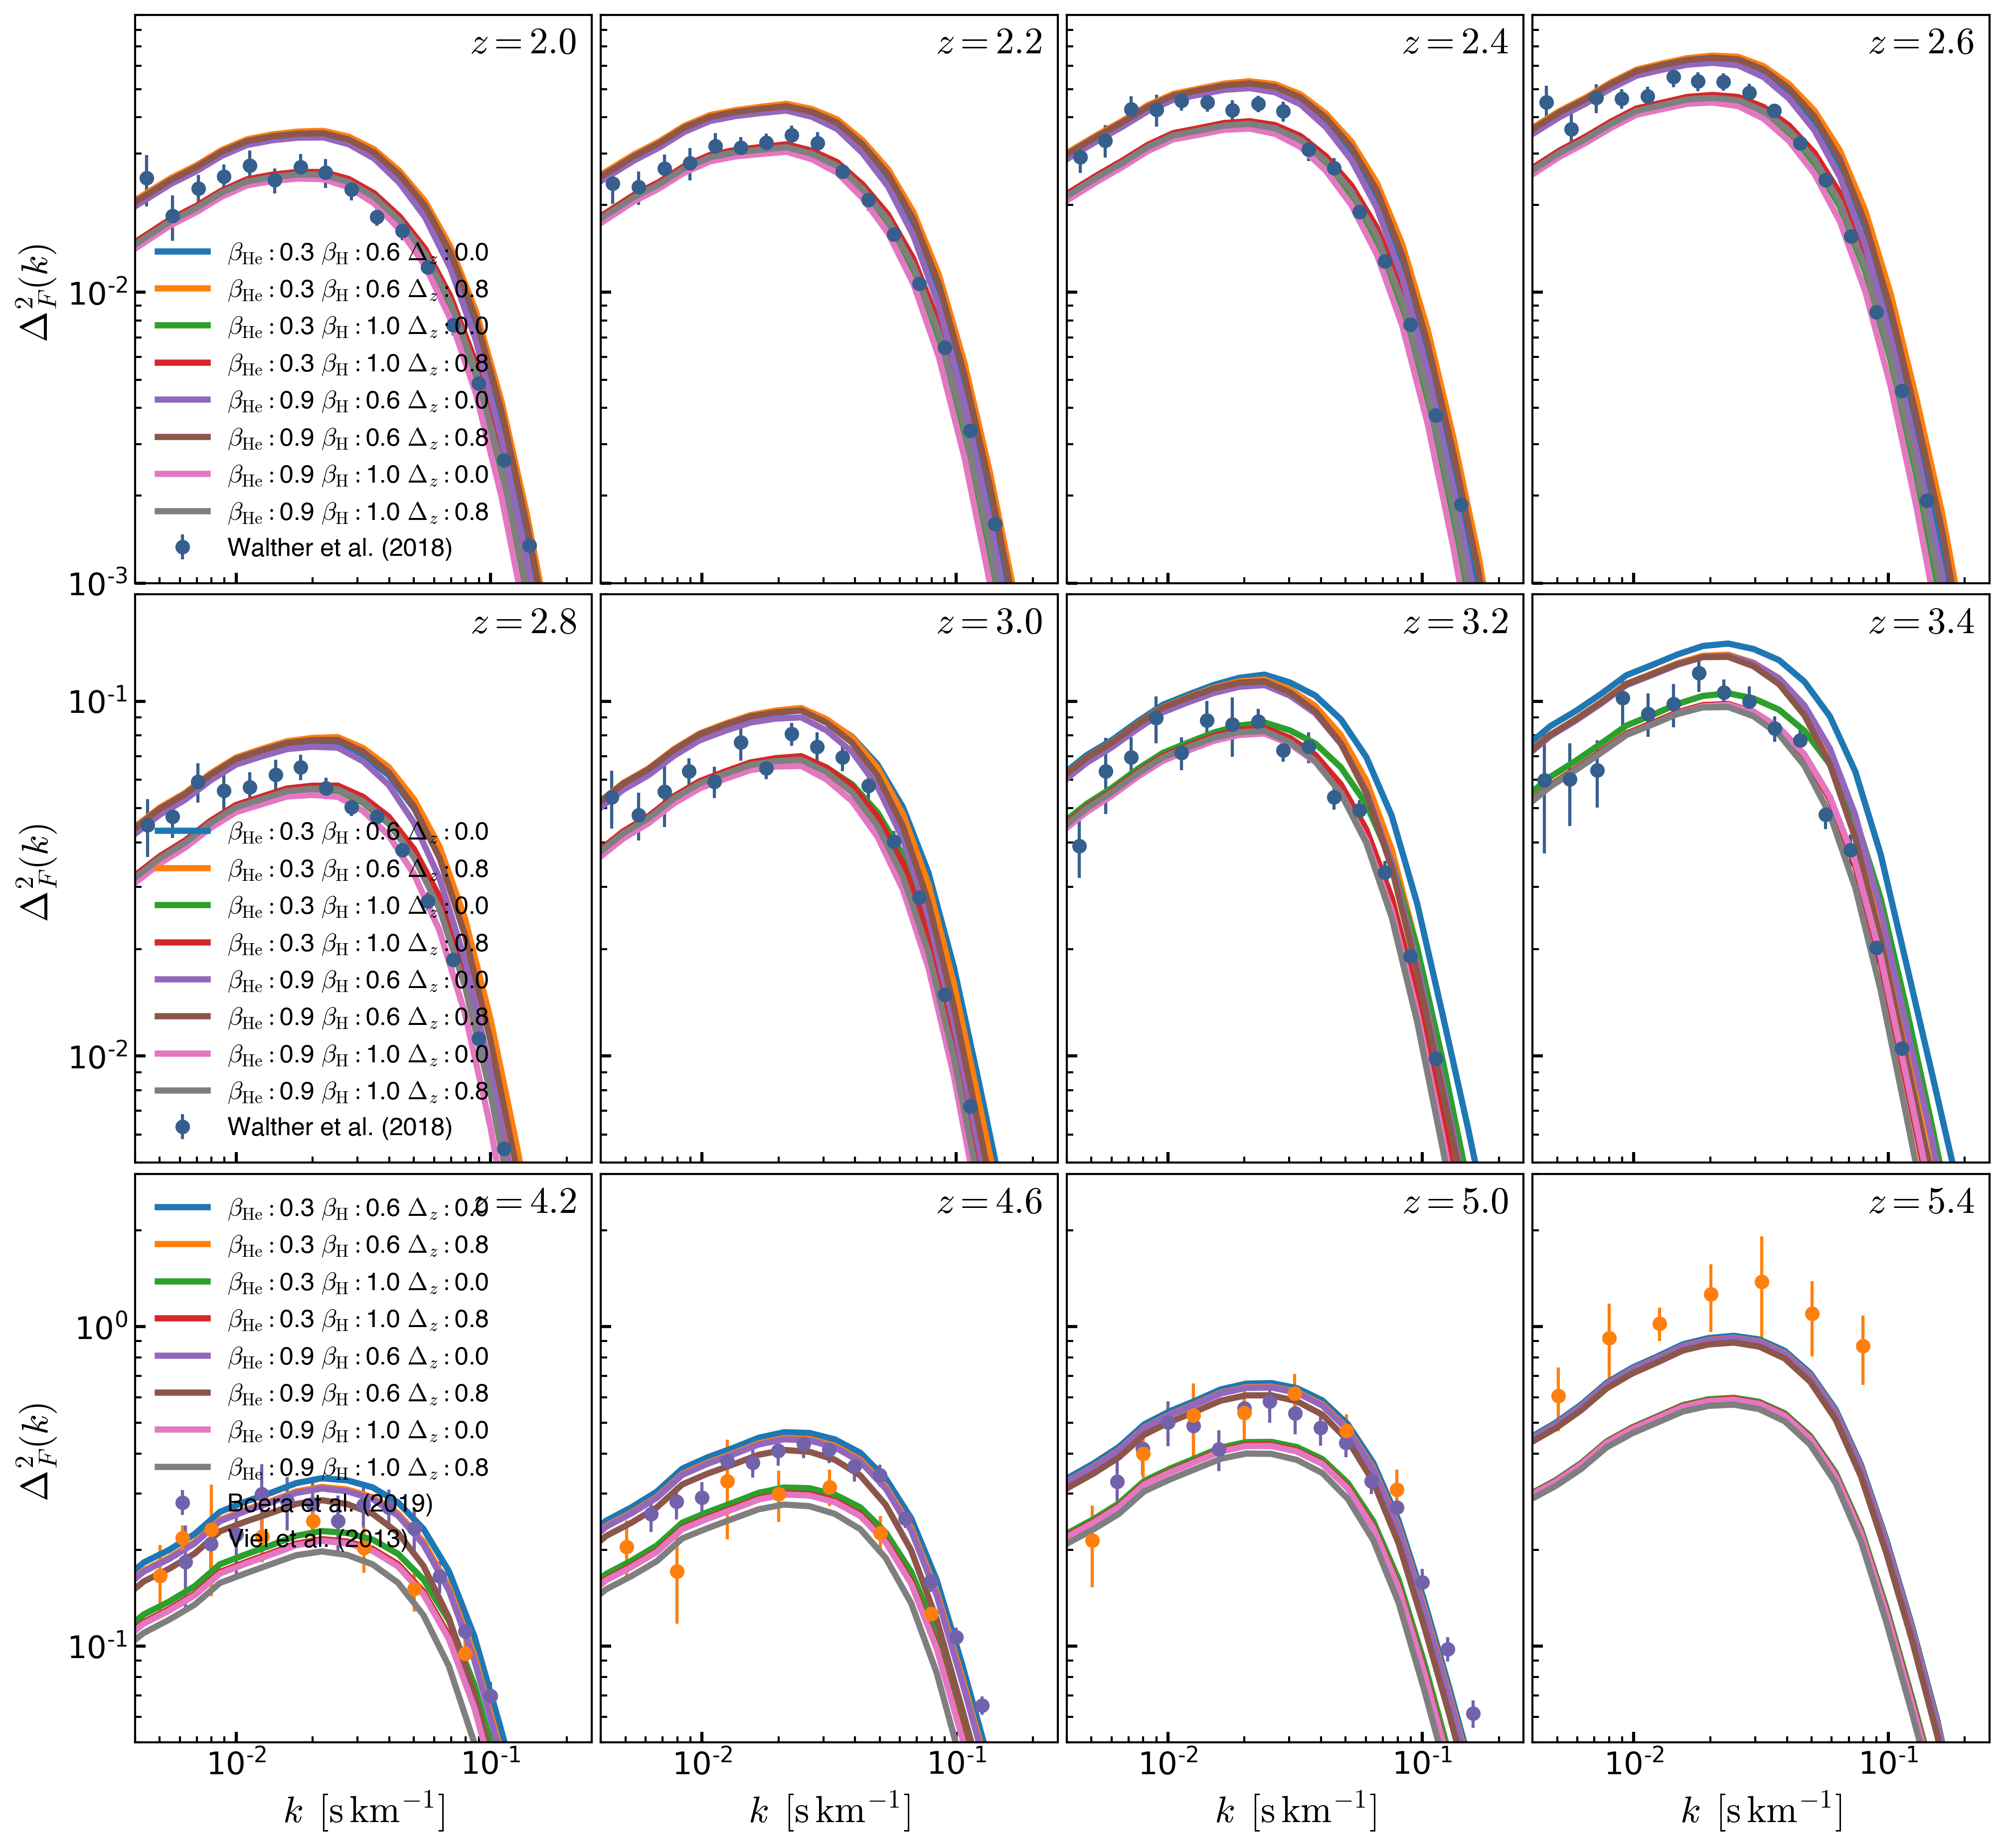 z = 2.0
z = 2.2
z = 2.4
z = 2.6
Δ²_F(k)
10⁻²
10⁻³
β_He : 0.3 β_H : 0.6 Δ_z : 0.0
β_He : 0.3 β_H : 0.6 Δ_z : 0.8
β_He : 0.3 β_H : 1.0 Δ_z : 0.0
β_He : 0.3 β_H : 1.0 Δ_z : 0.8
β_He : 0.9 β_H : 0.6 Δ_z : 0.0
β_He : 0.9 β_H : 0.6 Δ_z : 0.8
β_He : 0.9 β_H : 1.0 Δ_z : 0.0
β_He : 0.9 β_H : 1.0 Δ_z : 0.8
Walther et al. (2018)
z = 2.8
z = 3.0
z = 3.2
z = 3.4
Δ²_F(k)
10⁻¹
10⁻²
β_He : 0.3 β_H : 0.6 Δ_z : 0.0
β_He : 0.3 β_H : 0.6 Δ_z : 0.8
β_He : 0.3 β_H : 1.0 Δ_z : 0.0
β_He : 0.3 β_H : 1.0 Δ_z : 0.8
β_He : 0.9 β_H : 0.6 Δ_z : 0.0
β_He : 0.9 β_H : 0.6 Δ_z : 0.8
β_He : 0.9 β_H : 1.0 Δ_z : 0.0
β_He : 0.9 β_H : 1.0 Δ_z : 0.8
Walther et al. (2018)
z = 4.2
z = 4.6
z = 5.0
z = 5.4
Δ²_F(k)
10⁰
10⁻¹
β_He : 0.3 β_H : 0.6 Δ_z : 0.0
β_He : 0.3 β_H : 0.6 Δ_z : 0.8
β_He : 0.3 β_H : 1.0 Δ_z : 0.0
β_He : 0.3 β_H : 1.0 Δ_z : 0.8
β_He : 0.9 β_H : 0.6 Δ_z : 0.0
β_He : 0.9 β_H : 0.6 Δ_z : 0.8
β_He : 0.9 β_H : 1.0 Δ_z : 0.0
β_He : 0.9 β_H : 1.0 Δ_z : 0.8
Boera et al. (2019)
Viel et al. (2013)
10⁻² 10⁻¹ 10⁻² 10⁻¹ 10⁻² 10⁻¹ 10⁻² 10⁻¹
k [s km⁻¹]
k [s km⁻¹]
k [s km⁻¹]
k [s km⁻¹]